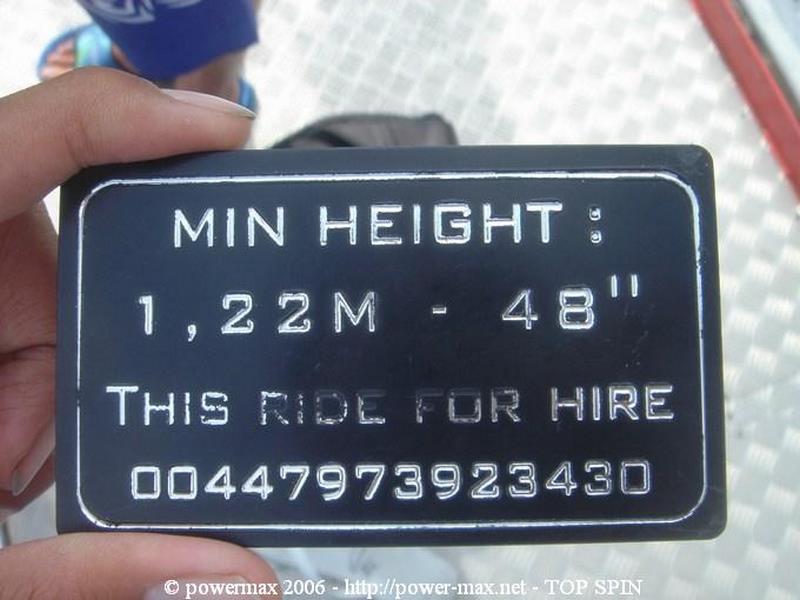 MIN HEIGHT :
1,22M - 48"
THIS RIDE FOR HIRE
00447973923430
© powermax 2006 - http://power-max.net - TOP SPIN